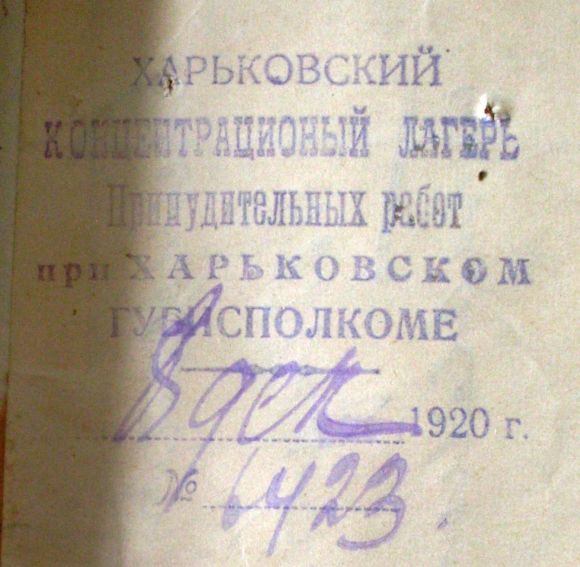 ХАРЬКОВСКИЙ
КОНЦЕНТРАЦИОНЫЙ ЛАГЕРЬ
Принудительных работ
при ХАРЬКОВСКОМ
ГУБИСПОЛКОМЕ
8 дек 1920 г.
№ 6423.